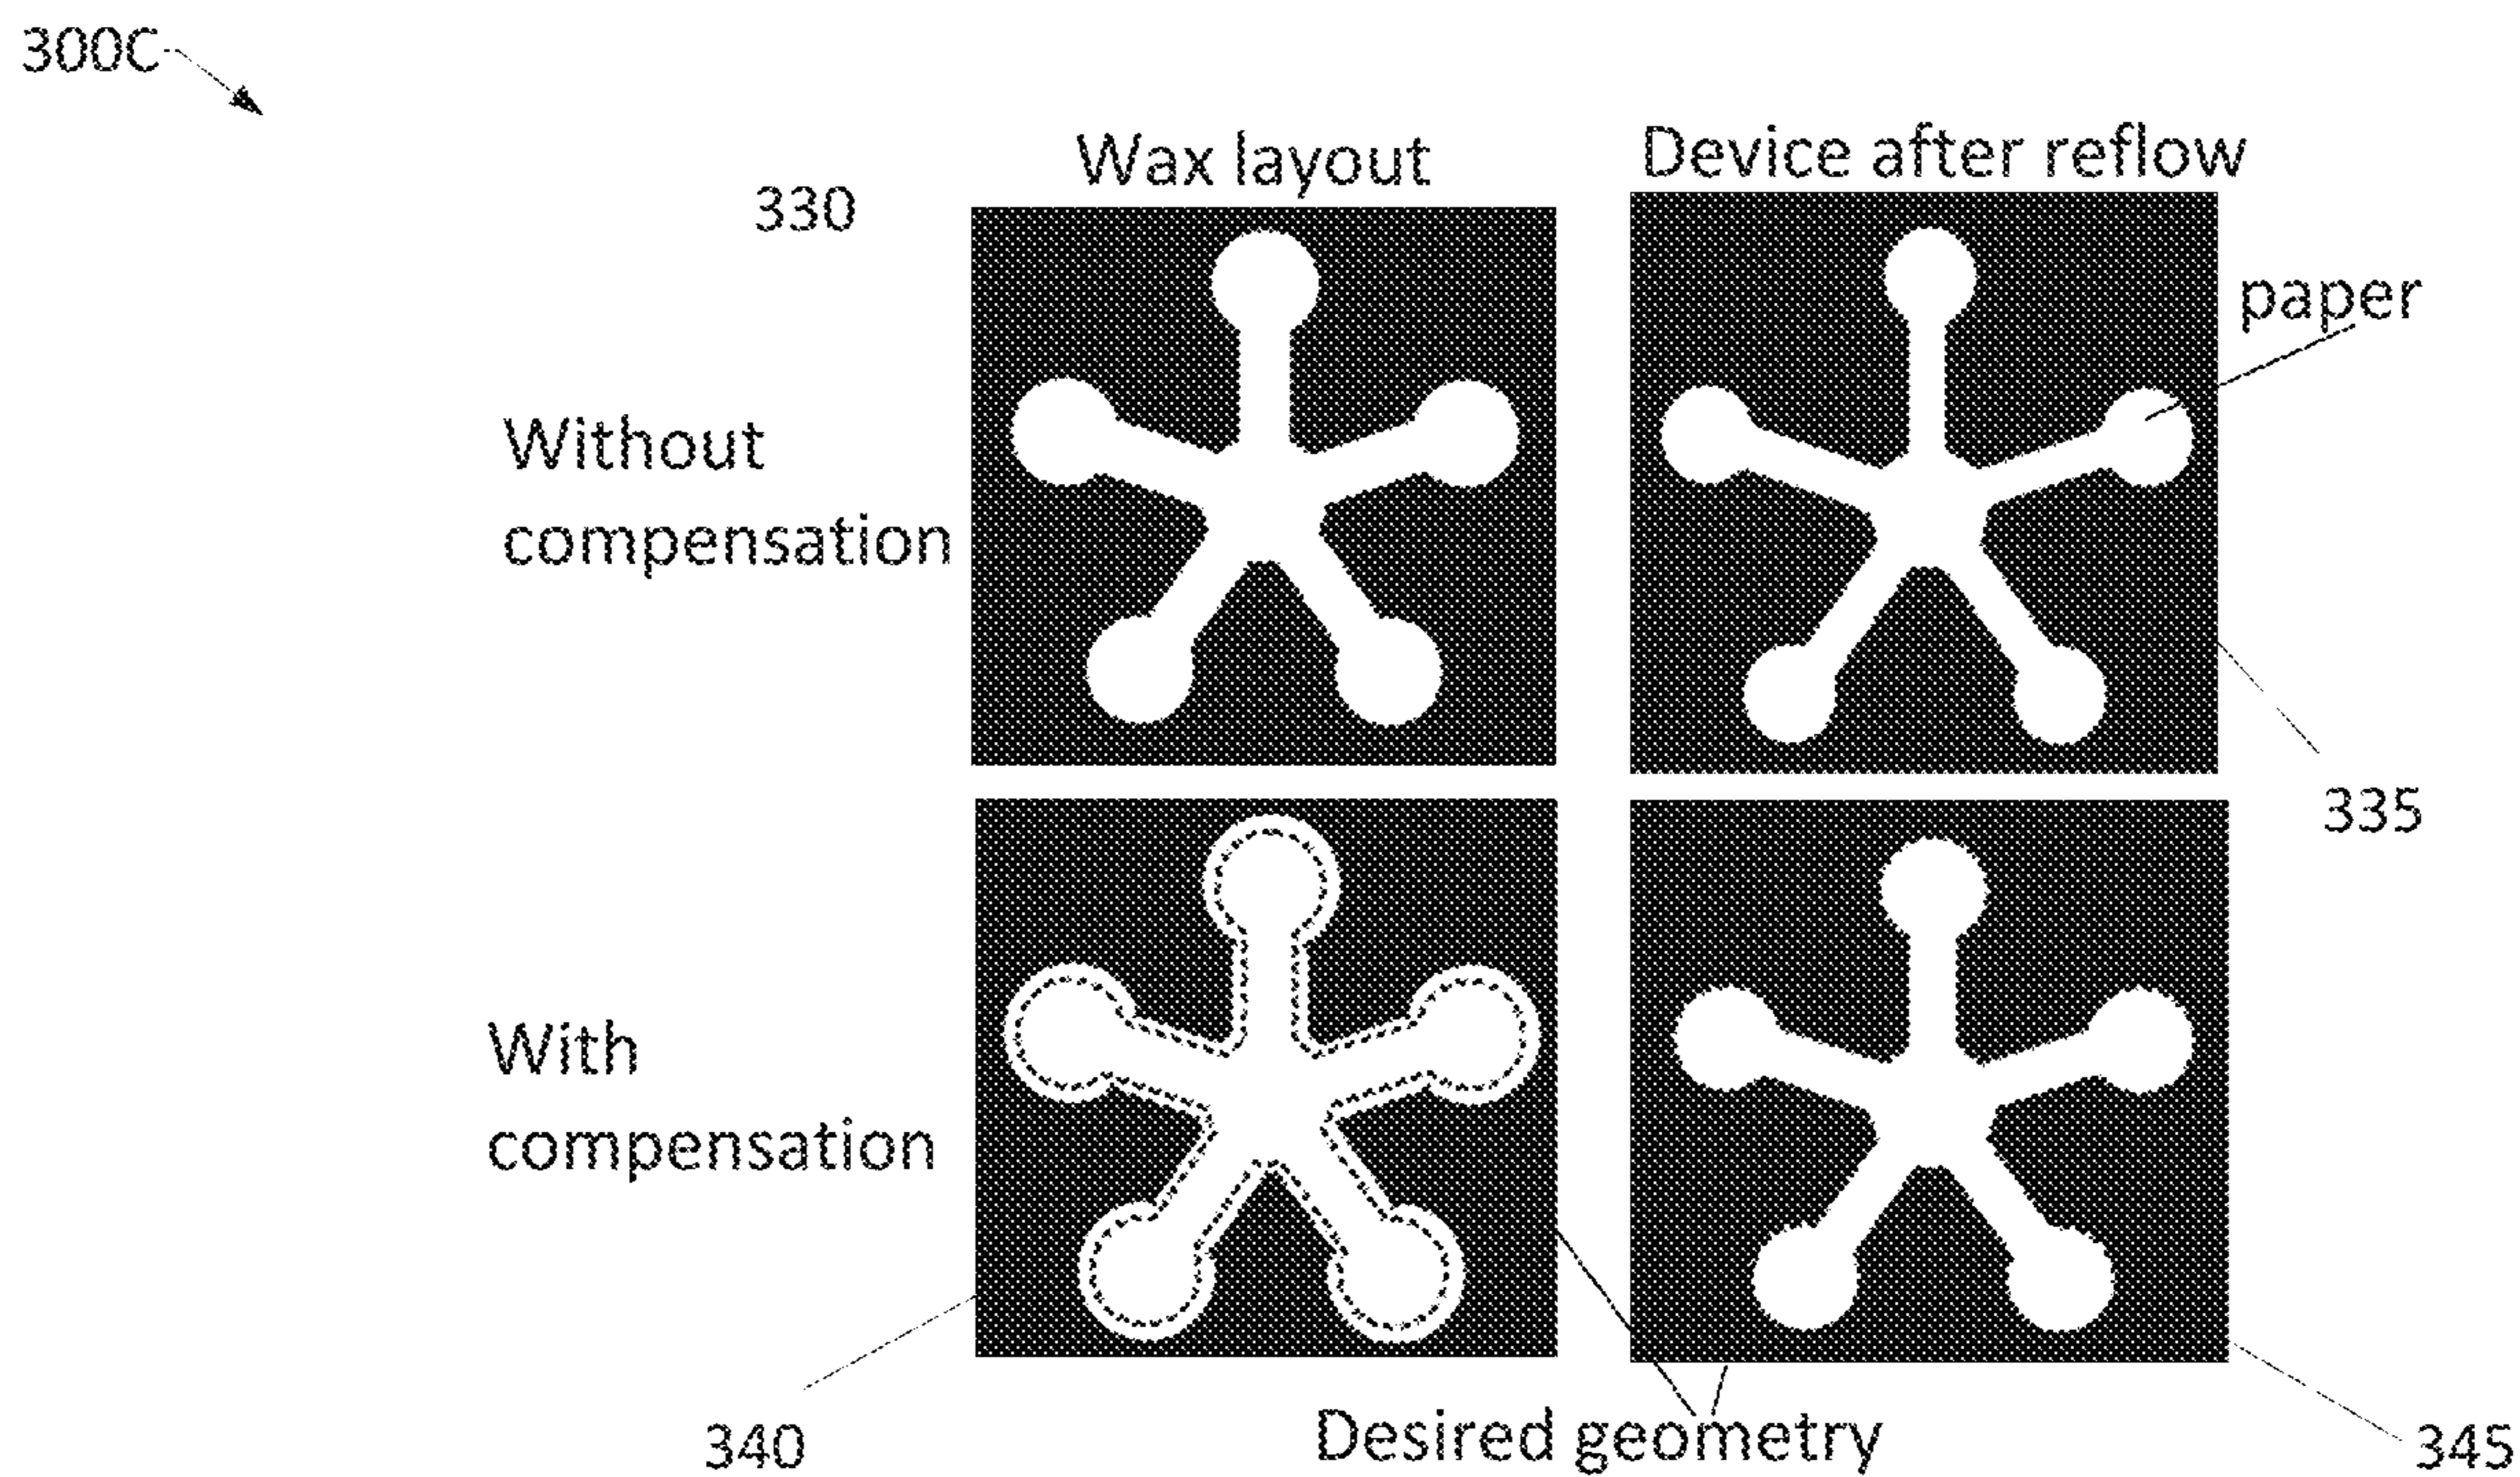 300C
Wax layout
Device after reflow
330
paper
Without
compensation
335
With
compensation
Desired geometry
340
345